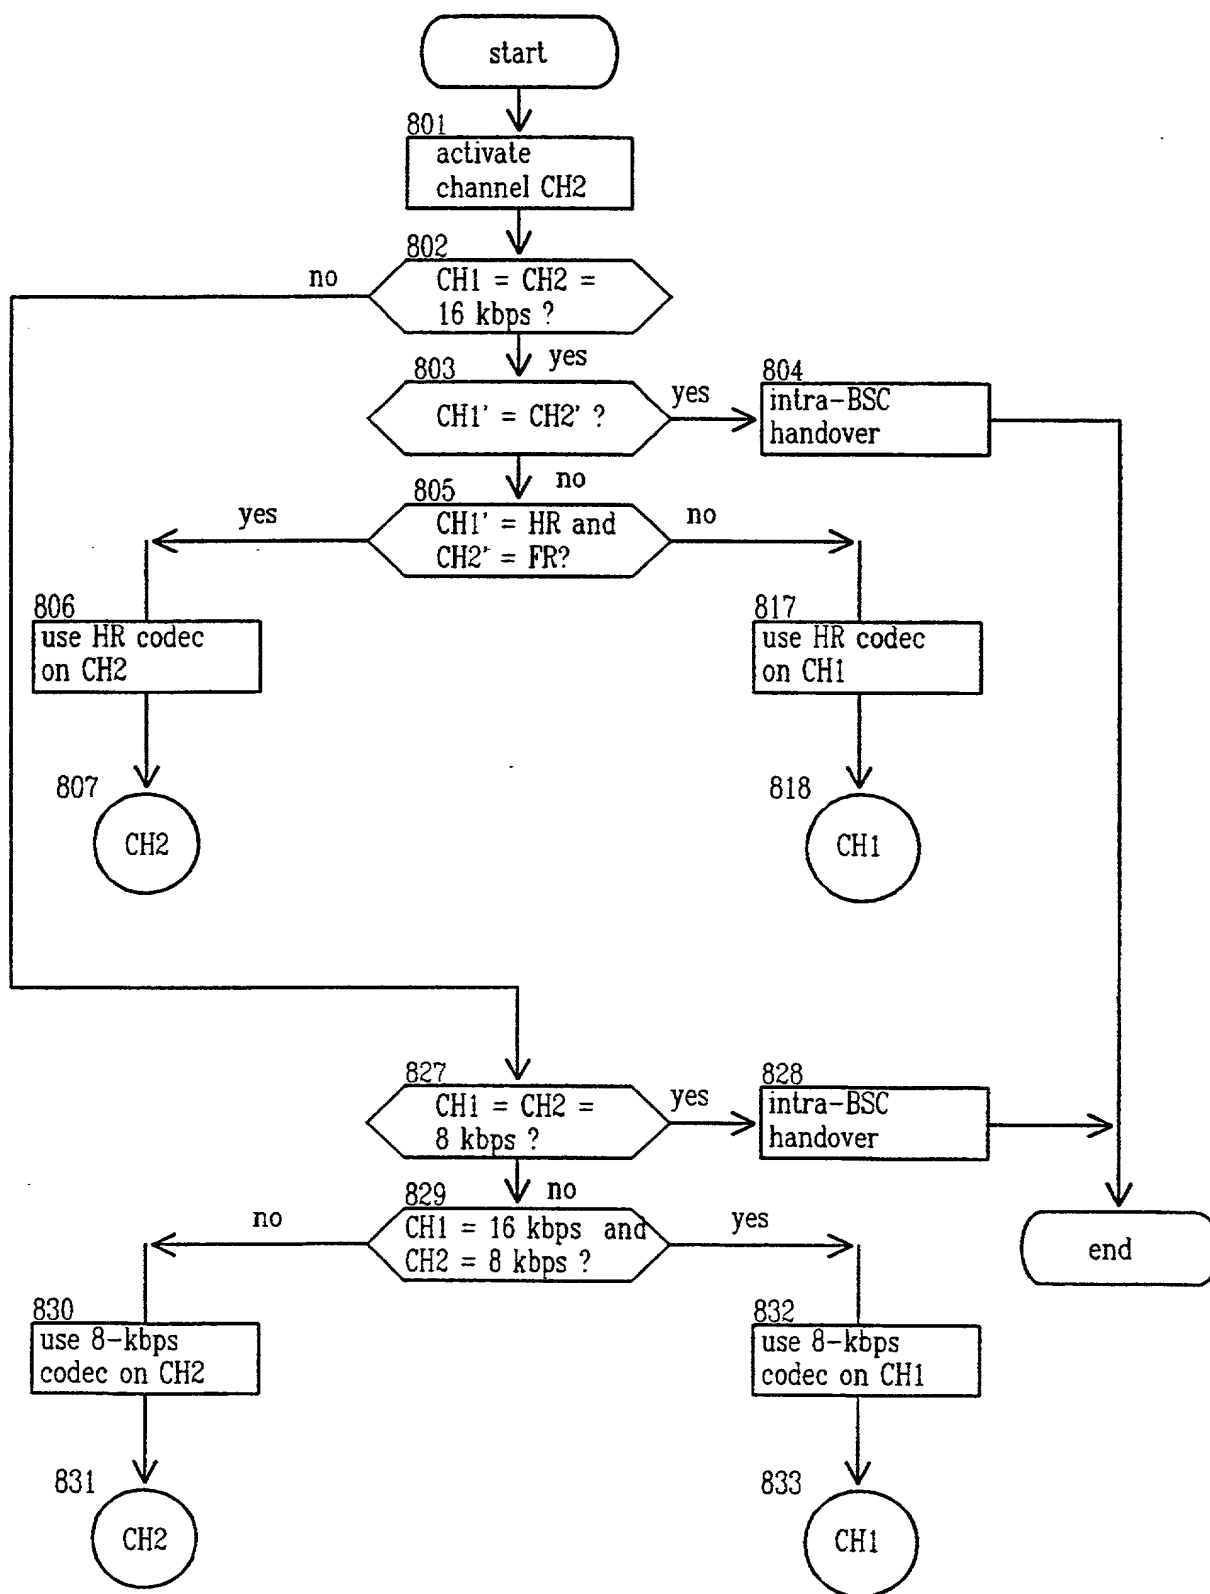 start
801
activate
channel CH2
802
no
CH1 = CH2 =
16 kbps ?
yes
803
CH1' = CH2' ?
yes
804
intra-BSC
handover
no
805
yes
CH1' = HR and
CH2' = FR?
no
806
use HR codec
on CH2
817
use HR codec
on CH1
807
CH2
818
CH1
827
CH1 = CH2 =
8 kbps ?
yes
828
intra-BSC
handover
no
829
no
CH1 = 16 kbps and
CH2 = 8 kbps ?
yes
end
830
use 8-kbps
codec on CH2
832
use 8-kbps
codec on CH1
831
CH2
833
CH1